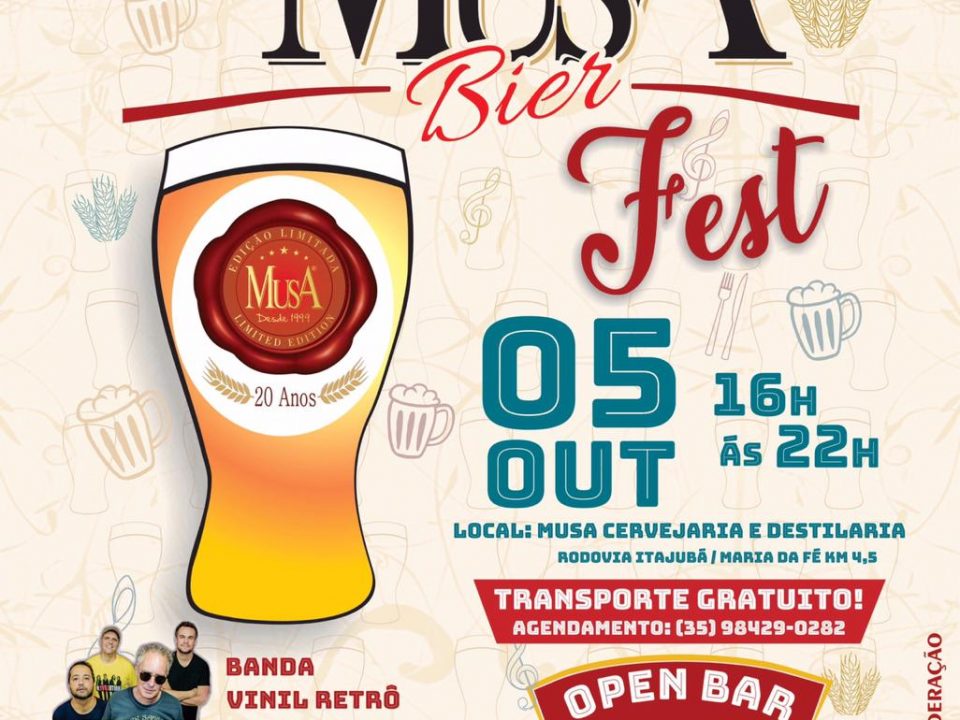 MUSA
Bier
Fest
EDIÇÃO LIMITADA
MUSA
Desde 1999
LIMITED EDITION
20 Anos
05
OUT
16H
ÁS 22H
LOCAL: MUSA CERVEJARIA E DESTILARIA
RODOVIA ITAJUBÁ / MARIA DA FÉ KM 4,5
TRANSPORTE GRATUITO!
AGENDAMENTO: (35) 98429-0282
BANDA
VINIL RETRÔ
OPEN BAR
DERAÇÃO